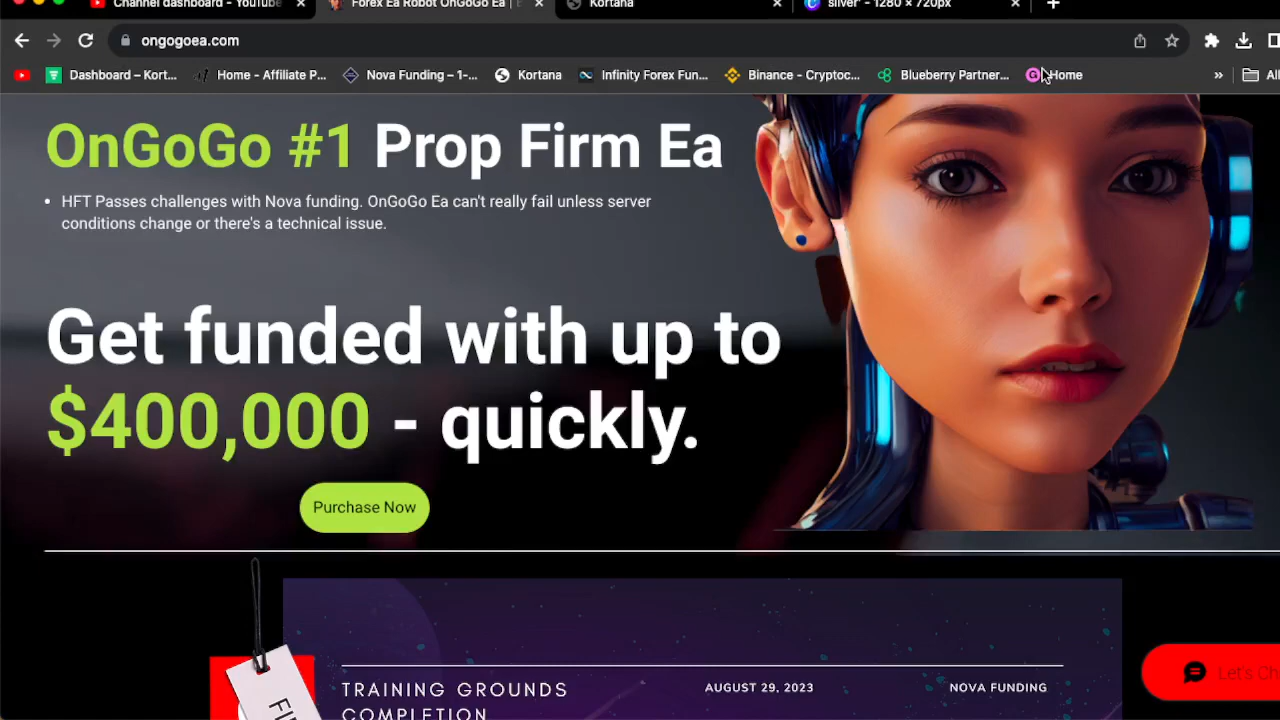 Channel dashboard - YouTube
Forex Ea Robot OnGoGo Ea |
Kortana
silver" - 1280 × 720px
ongogoea.com
Dashboard – Kort...
Home - Affiliate P...
Nova Funding – 1-...
Kortana
Infinity Forex Fun...
Binance - Cryptoc...
Blueberry Partner...
Home
»
OnGoGo #1 Prop Firm Ea
• HFT Passes challenges with Nova funding. OnGoGo Ea can't really fail unless server
conditions change or there's a technical issue.
Get funded with up to
$400,000 - quickly.
Purchase Now
TRAINING GROUNDS
AUGUST 29, 2023
NOVA FUNDING
COMPLETION
Let's